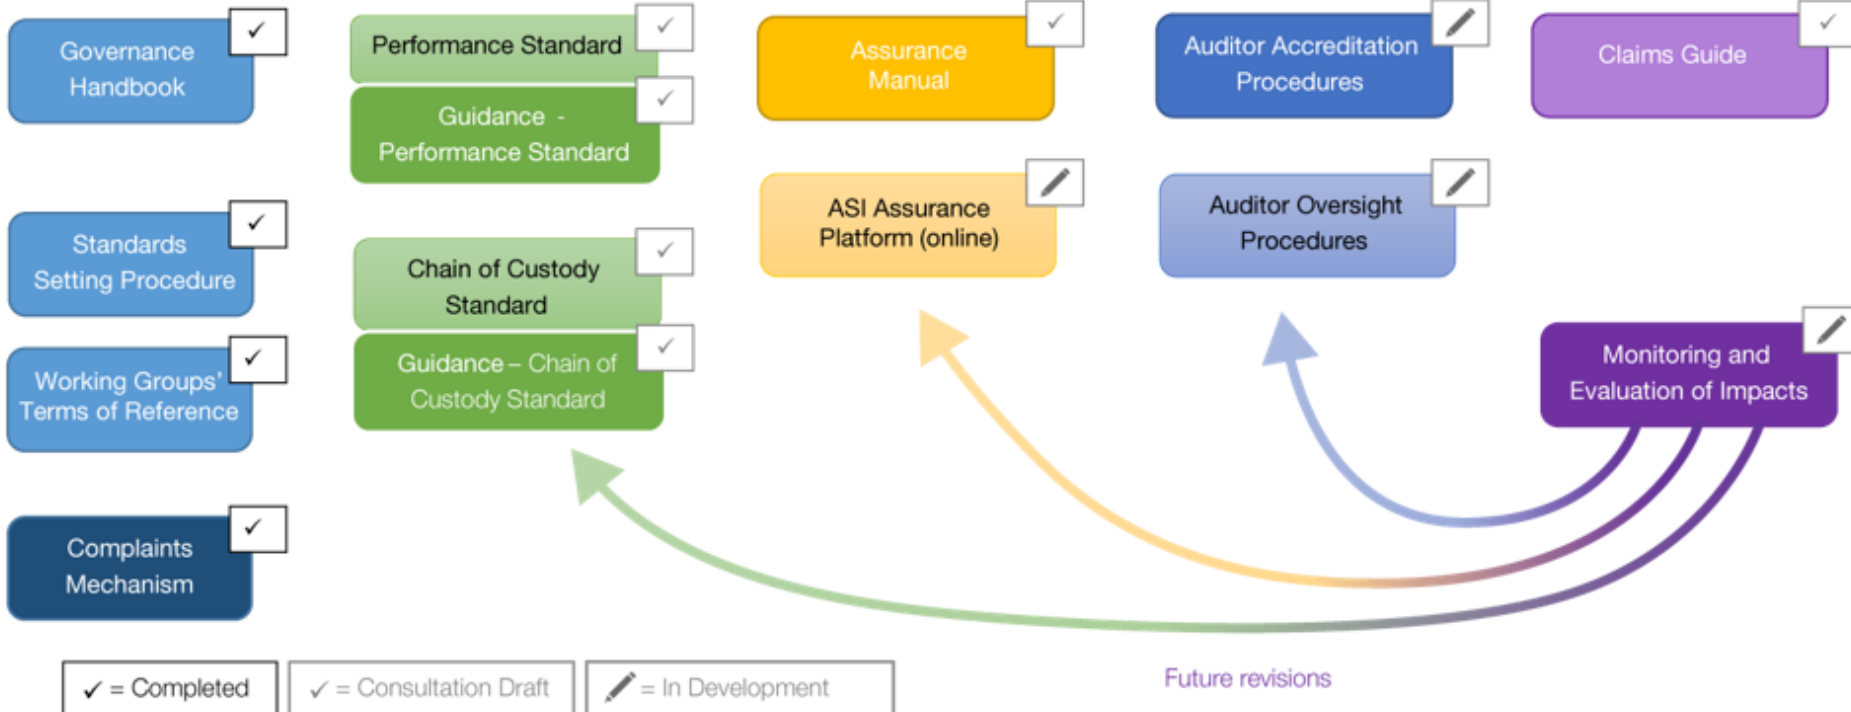 Governance
Handbook
✓
Standards
Setting Procedure
✓
Working Groups'
Terms of Reference
✓
Complaints
Mechanism
✓
Performance Standard
✓
Guidance -
Performance Standard
✓
Chain of Custody
Standard
✓
Guidance – Chain of
Custody Standard
✓
Assurance
Manual
✓
ASI Assurance
Platform (online)
Auditor Accreditation
Procedures
Auditor Oversight
Procedures
Claims Guide
✓
Monitoring and
Evaluation of Impacts
Future revisions
✓ = Completed
✓ = Consultation Draft
= In Development